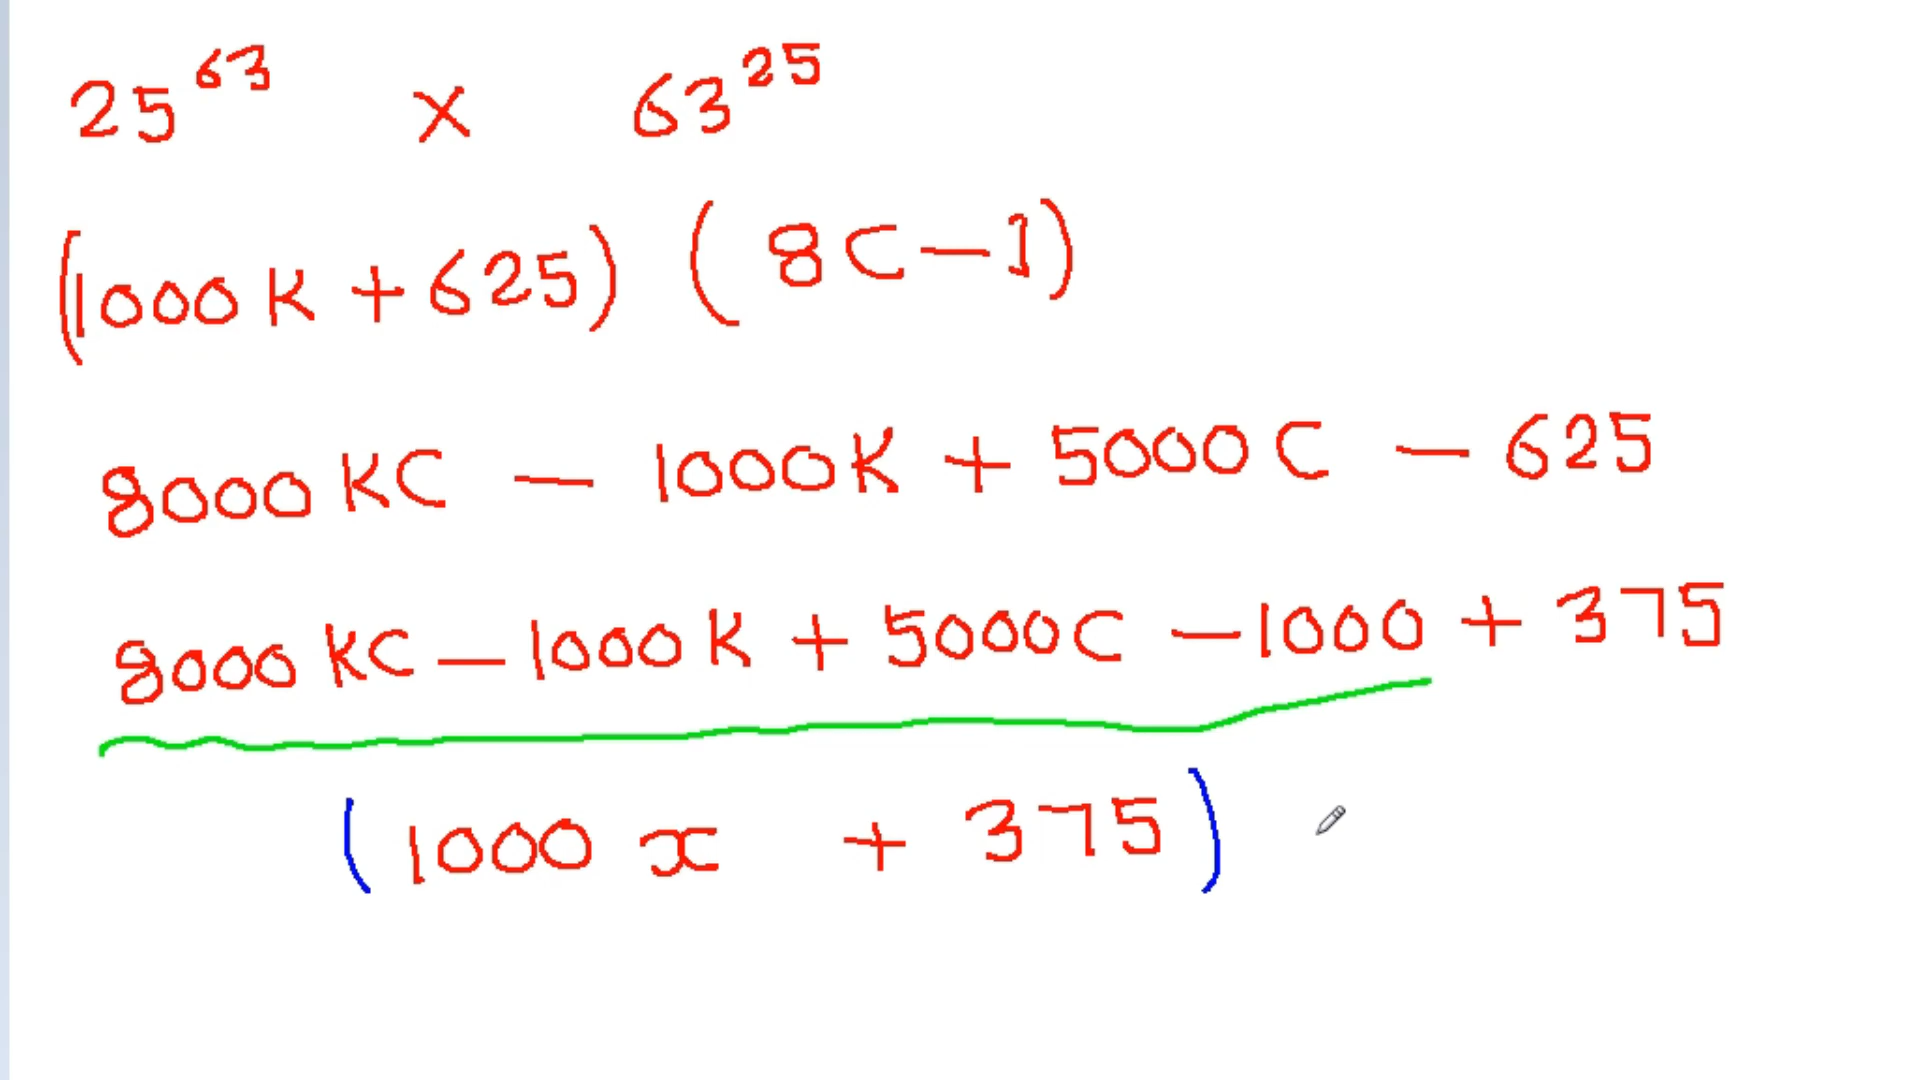 25^63 x 63^25
(1000K + 625) (8C - 1)
8000KC - 1000K + 5000C - 625
8000KC - 1000K + 5000C - 1000 + 375
(1000x + 375)